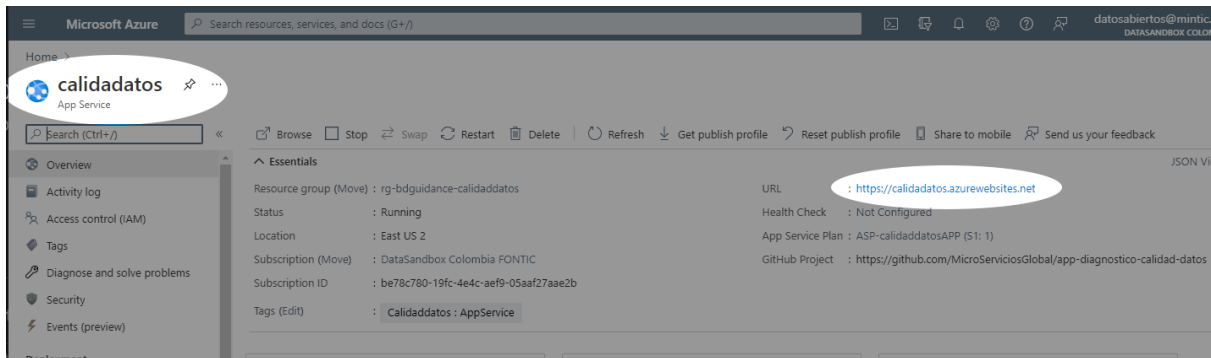 Microsoft Azure
Search resources, services, and docs (G+/)
datosabiertos@mintic.
DATASANDBOX COLO
Home >
calidadatos
App Service
Search (Ctrl+/)
Browse Stop Swap Restart Delete Refresh Get publish profile Reset publish profile Share to mobile Send us your feedback
Overview
Activity log
Access control (IAM)
Tags
Diagnose and solve problems
Security
Events (preview)
Essentials
JSON Vi
Resource group (Move) : rg-bdguidance-calidaddatos
Status : Running
Location : East US 2
Subscription (Move) : DataSandbox Colombia FONTIC
Subscription ID : be78c780-19fc-4e4c-aef9-05aaf27aae2b
Tags (Edit) : Calidaddatos : AppService
URL : https://calidadatos.azurewebsites.net
Health Check : Not Configured
App Service Plan : ASP-calidaddatosAPP (S1: 1)
GitHub Project : https://github.com/MicroServiciosGlobal/app-diagnostico-calidad-datos